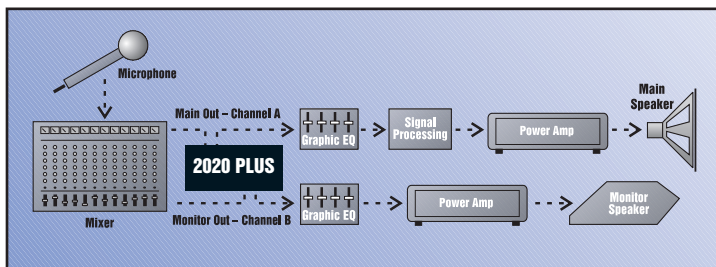 Microphone
Main Out – Channel A
Graphic EQ
Signal
Processing
Power Amp
Main
Speaker
2020 PLUS
Mixer
Monitor Out – Channel B
Graphic EQ
Power Amp
Monitor
Speaker